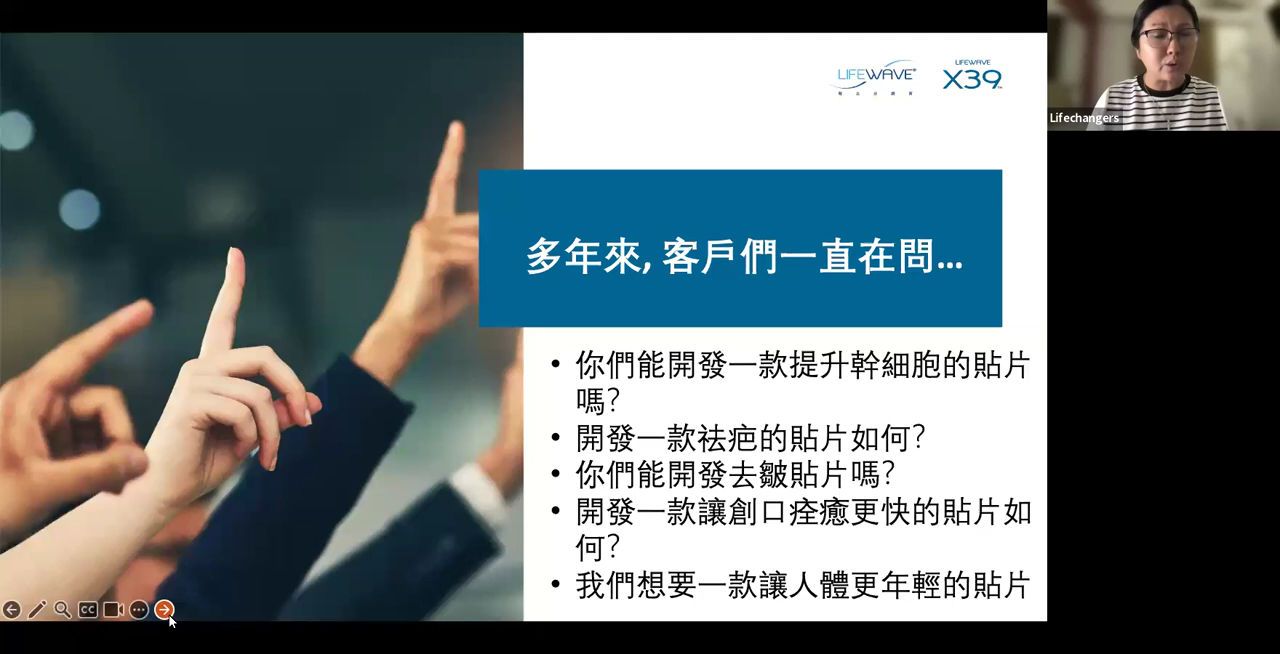 LIFEWAVE®
LIFEWAVE
X39
Lifechangers
多年來, 客戶們一直在問...
• 你們能開發一款提升幹細胞的貼片
嗎?
• 開發一款祛疤的貼片如何?
• 你們能開發去皺貼片嗎?
• 開發一款讓創口痊癒更快的貼片如
何?
• 我們想要一款讓人體更年輕的貼片
CC